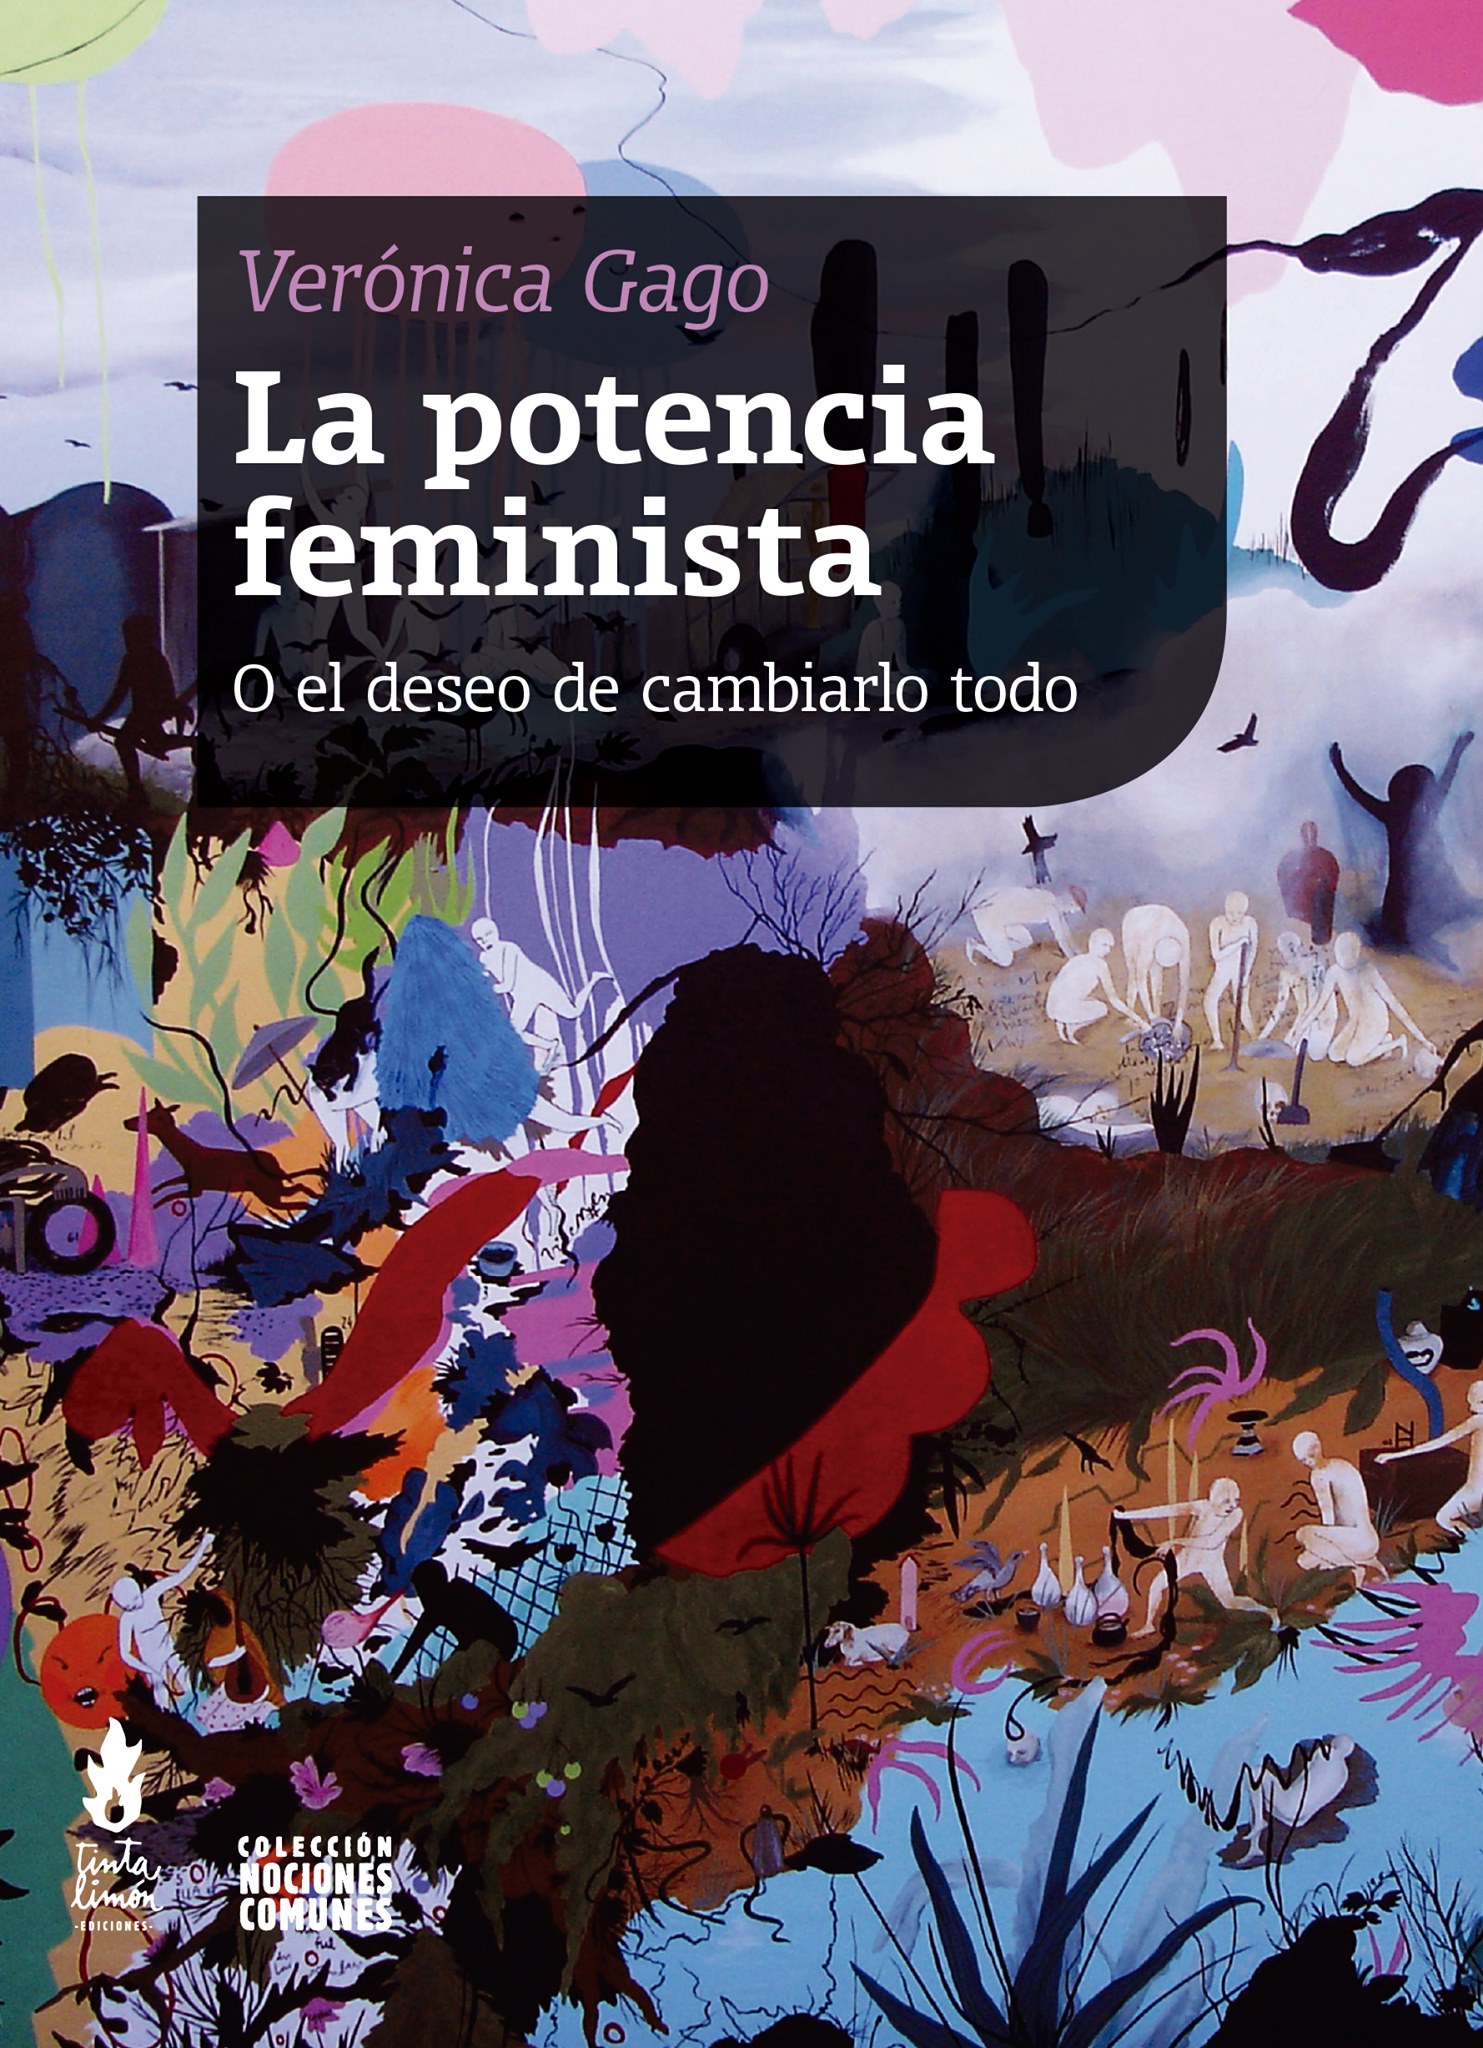 Verónica Gago
La potencia
feminista
O el deseo de cambiarlo todo
tinta
limón
-EDICIONES-
COLECCIÓN
NOCIONES
COMUNES